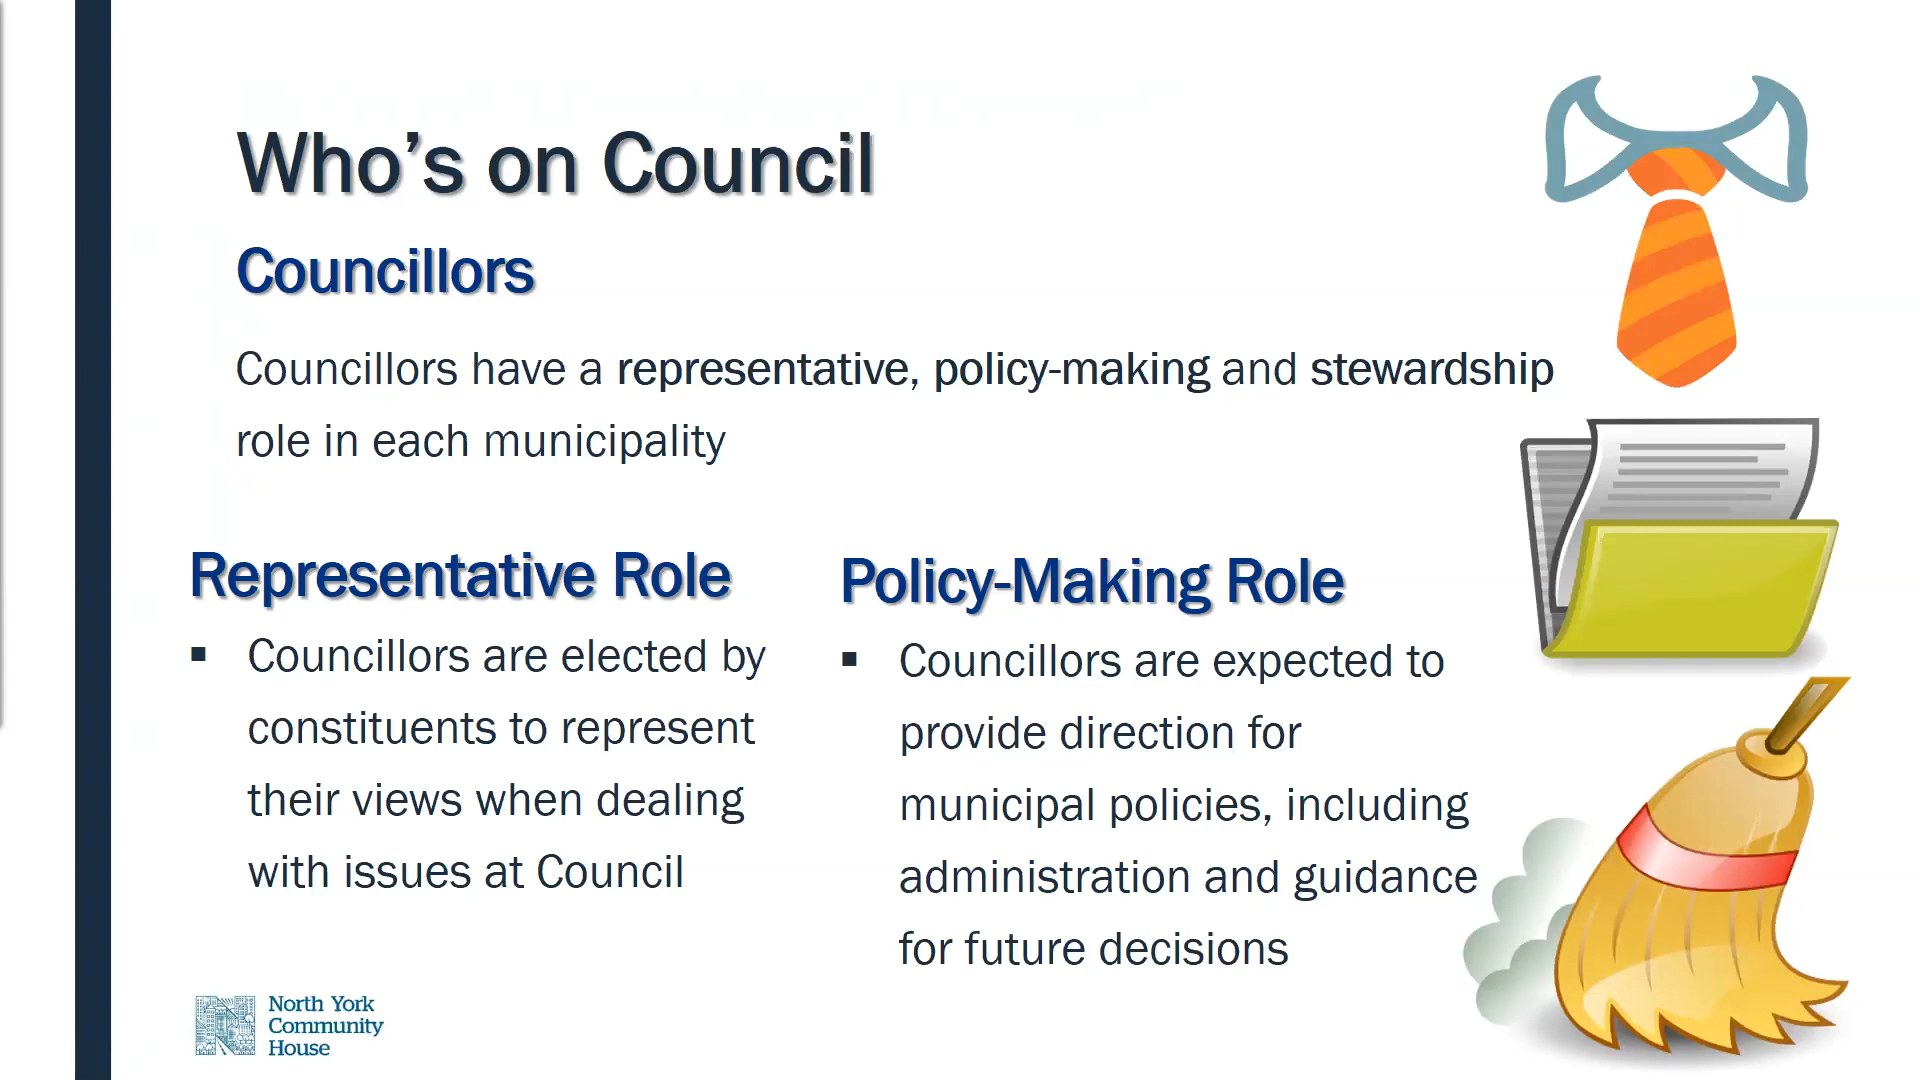 Who’s on Council
Councillors
Councillors have a representative, policy-making and stewardship
role in each municipality
Representative Role
▪ Councillors are elected by
constituents to represent
their views when dealing
with issues at Council
Policy-Making Role
▪ Councillors are expected to
provide direction for
municipal policies, including
administration and guidance
for future decisions
North York
Community
House